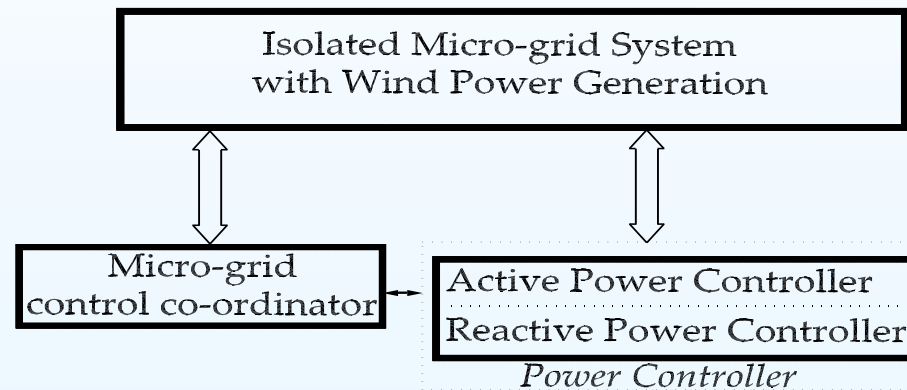 Isolated Micro-grid System
with Wind Power Generation
Micro-grid
control co-ordinator
Active Power Controller
Reactive Power Controller
Power Controller